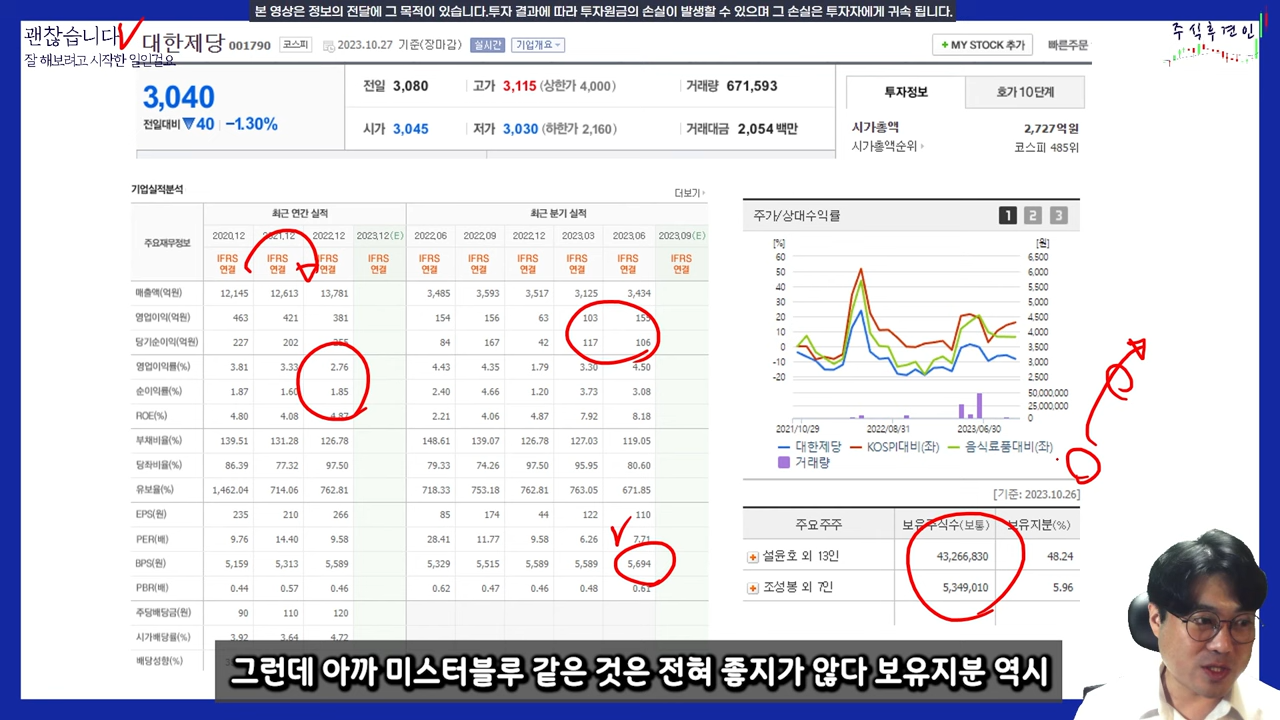 본 영상은 정보의 전달에 그 목적이 있습니다.투자 결과에 따라 투자원금의 손실이 발생할 수 있으며 그 손실은 투자자에게 귀속 됩니다.
괜찮습니다
잘 해보려고 시작한 일인걸요
대한제당 001790 코스피 2023.10.27 기준(장마감) 실시간 기업개요
+ MY STOCK 추가 빠른주문
주식후견인
3,040
전일대비 ▼40 -1.30%
전일 3,080 고가 3,115 (상한가 4,000) 거래량 671,593
시가 3,045 저가 3,030 (하한가 2,160) 거래대금 2,054 백만
투자정보 호가 10단계
시가총액 2,727억원
시가총액순위 코스피 485위
기업실적분석 더보기
주요재무정보 최근 연간 실적 최근 분기 실적
2020.12 2021.12 2022.12 2023.12(E) 2022.06 2022.09 2022.12 2023.03 2023.06 2023.09(E)
IFRS 연결 IFRS 연결 IFRS 연결 IFRS 연결 IFRS 연결 IFRS 연결 IFRS 연결 IFRS 연결 IFRS 연결 IFRS 연결
매출액(억원) 12,145 12,613 13,781 3,485 3,593 3,517 3,125 3,434
영업이익(억원) 463 421 381 154 156 63 103 155
당기순이익(억원) 227 202 255 84 167 42 117 106
영업이익률(%) 3.81 3.33 2.76 4.43 4.35 1.79 3.30 4.50
순이익률(%) 1.87 1.60 1.85 2.40 4.66 1.20 3.73 3.08
ROE(%) 4.80 4.08 4.87 2.21 4.06 4.87 7.92 8.18
부채비율(%) 139.51 131.28 126.78 148.61 139.07 126.78 127.03 119.05
당좌비율(%) 86.39 77.32 97.50 79.33 74.26 97.50 95.95 80.60
유보율(%) 1,462.04 714.06 762.81 718.33 753.18 762.81 763.05 671.85
EPS(원) 235 210 266 85 174 44 122 110
PER(배) 9.76 14.40 9.58 28.41 11.77 9.58 6.26 7.71
BPS(원) 5,159 5,313 5,589 5,329 5,515 5,589 5,589 5,694
PBR(배) 0.44 0.57 0.46 0.62 0.47 0.46 0.48 0.61
주당배당금(원) 90 110 120
시가배당률(%) 3.92 3.64 4.72
배당성향(%)
주가/상대수익률 1 2 3
[%] [원]
60 6,500
50 6,000
40 5,500
30 5,000
20 4,500
10 4,000
0 3,500
-10 3,000
-20 2,500
50,000,000
25,000,000
0
2021/10/29 2022/08/31 2023/06/30
대한제당 KOSPI대비(좌) 음식료품대비(좌)
거래량
[기준: 2023.10.26]
주요주주 보유주식수(보통) 보유지분(%)
설윤호 외 13인 43,266,830 48.24
조성봉 외 7인 5,349,010 5.96
그런데 아까 미스터블루 같은 것은 전혀 좋지가 않다 보유지분 역시